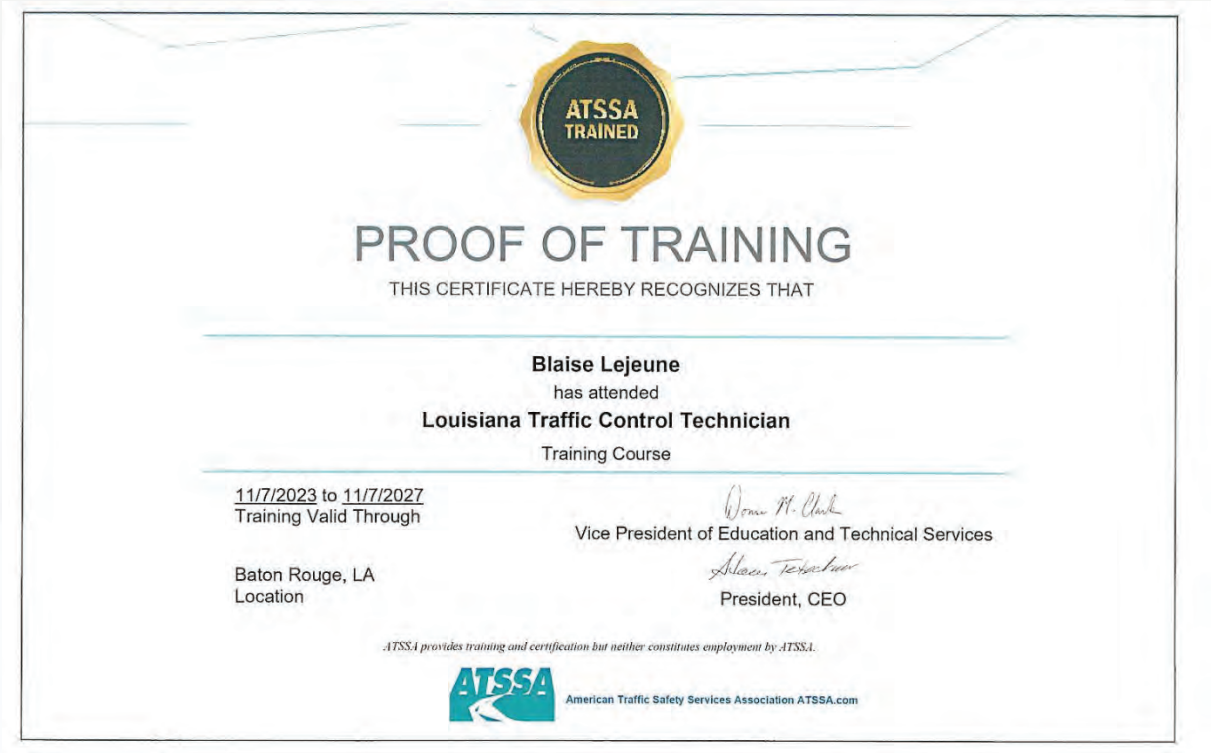 ATSSA
TRAINED
PROOF OF TRAINING
THIS CERTIFICATE HEREBY RECOGNIZES THAT
Blaise Lejeune
has attended
Louisiana Traffic Control Technician
Training Course
11/7/2023 to 11/7/2027
Training Valid Through
Baton Rouge, LA
Location
Donna M. Clark
Vice President of Education and Technical Services
President, CEO
ATSSA provides training and certification but neither constitutes employment by ATSSA.
ATSSA
American Traffic Safety Services Association ATSSA.com